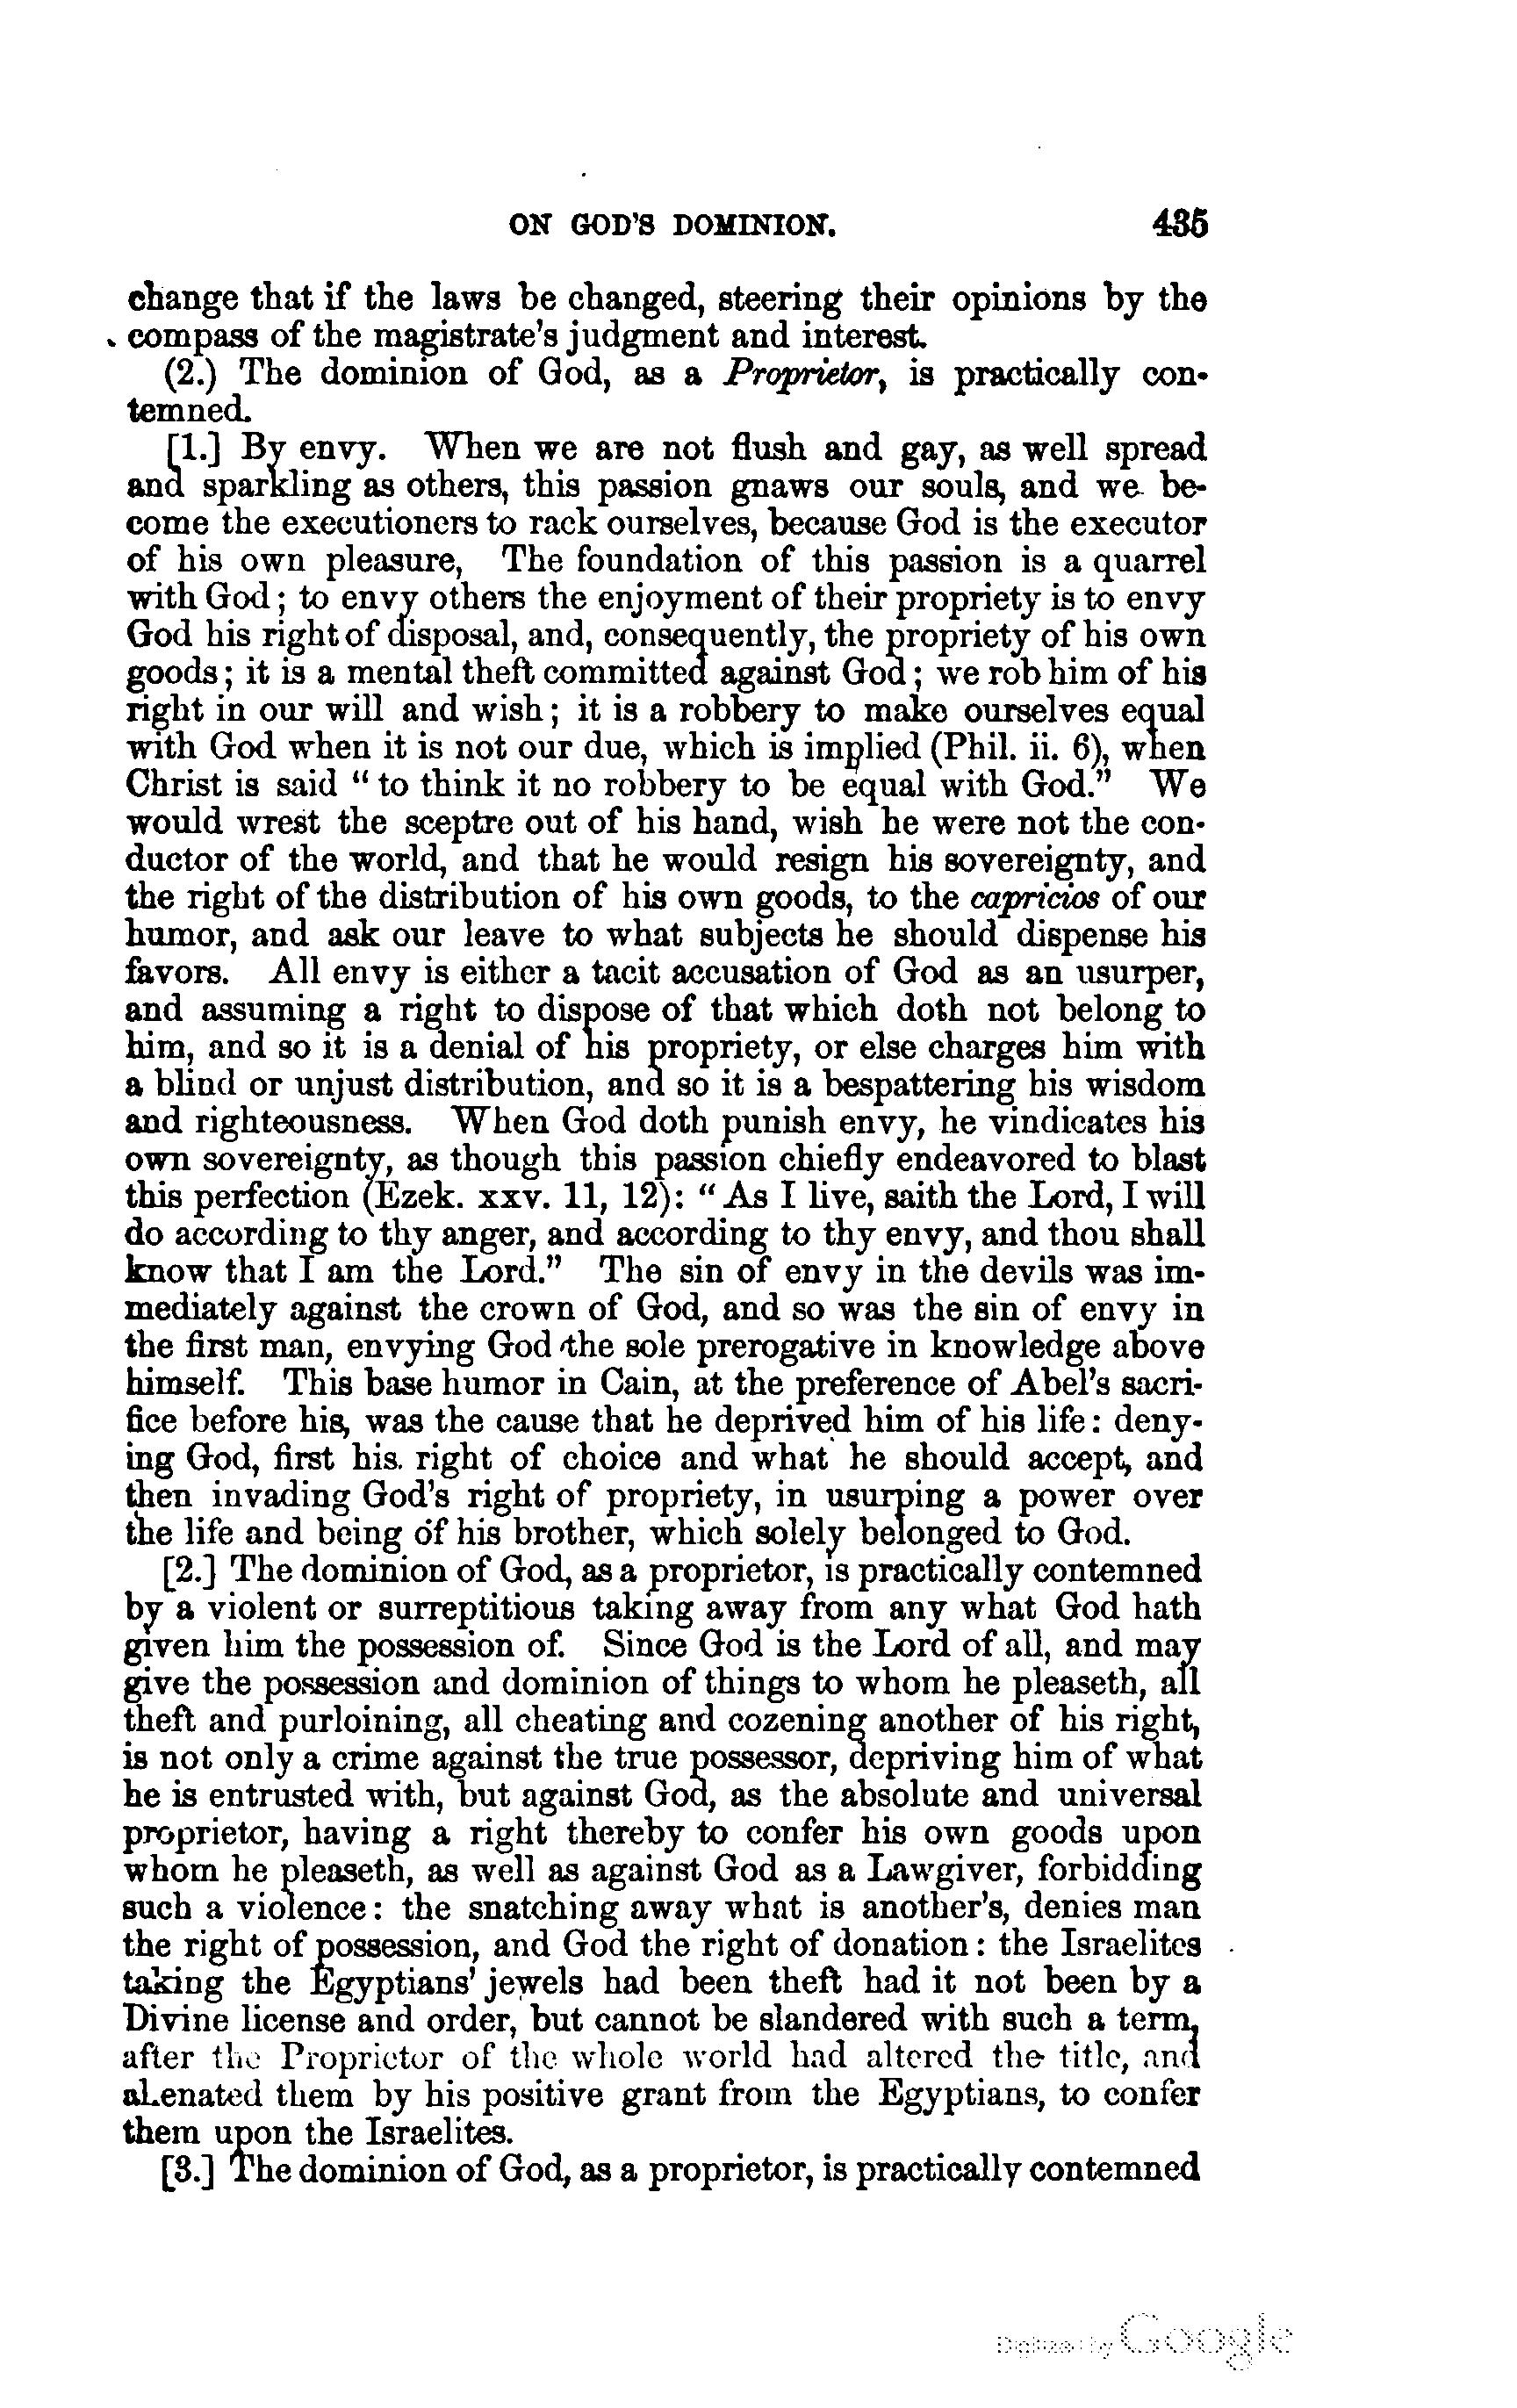 ON GOD'S DOMINION. 435
change that if the laws be changed, steering their opinions by the
compass of the magistrate's judgment and interest.
(2.) The dominion of God, as a Proprietor, is practically con-
temned.
[1.] By envy. When we are not flush and gay, as well spread
and sparkling as others, this passion gnaws our souls, and we be-
come the executioners to rack ourselves, because God is the executor
of his own pleasure, The foundation of this passion is a quarrel
with God; to envy others the enjoyment of their propriety is to envy
God his right of disposal, and, consequently, the propriety of his own
goods; it is a mental theft committed against God; we rob him of his
right in our will and wish; it is a robbery to make ourselves equal
with God when it is not our due, which is implied (Phil. ii. 6), when
Christ is said "to think it no robbery to be equal with God." We
would wrest the sceptre out of his hand, wish he were not the con-
ductor of the world, and that he would resign his sovereignty, and
the right of the distribution of his own goods, to the capricios of our
humor, and ask our leave to what subjects he should dispense his
favors. All envy is either a tacit accusation of God as an usurper,
and assuming a right to dispose of that which doth not belong to
him, and so it is a denial of his propriety, or else charges him with
a blind or unjust distribution, and so it is a bespattering his wisdom
and righteousness. When God doth punish envy, he vindicates his
own sovereignty, as though this passion chiefly endeavored to blast
this perfection (Ezek. xxv. 11, 12): "As I live, saith the Lord, I will
do according to thy anger, and according to thy envy, and thou shall
know that I am the Lord." The sin of envy in the devils was im-
mediately against the crown of God, and so was the sin of envy in
the first man, envying God the sole prerogative in knowledge above
himself. This base humor in Cain, at the preference of Abel's sacri-
fice before his, was the cause that he deprived him of his life: deny-
ing God, first his right of choice and what he should accept, and
then invading God's right of propriety, in usurping a power over
the life and being of his brother, which solely belonged to God.
[2.] The dominion of God, as a proprietor, is practically contemned
by a violent or surreptitious taking away from any what God hath
given him the possession of. Since God is the Lord of all, and may
give the possession and dominion of things to whom he pleaseth, all
theft and purloining, all cheating and cozening another of his right,
is not only a crime against the true possessor, depriving him of what
he is entrusted with, but against God, as the absolute and universal
proprietor, having a right thereby to confer his own goods upon
whom he pleaseth, as well as against God as a Lawgiver, forbidding
such a violence: the snatching away what is another's, denies man
the right of possession, and God the right of donation: the Israelites
taking the Egyptians' jewels had been theft had it not been by a
Divine license and order, but cannot be slandered with such a term,
after the Proprietor of the whole world had altered the title, and
alienated them by his positive grant from the Egyptians, to confer
them upon the Israelites.
[3.] The dominion of God, as a proprietor, is practically contemned
Digitized by Google